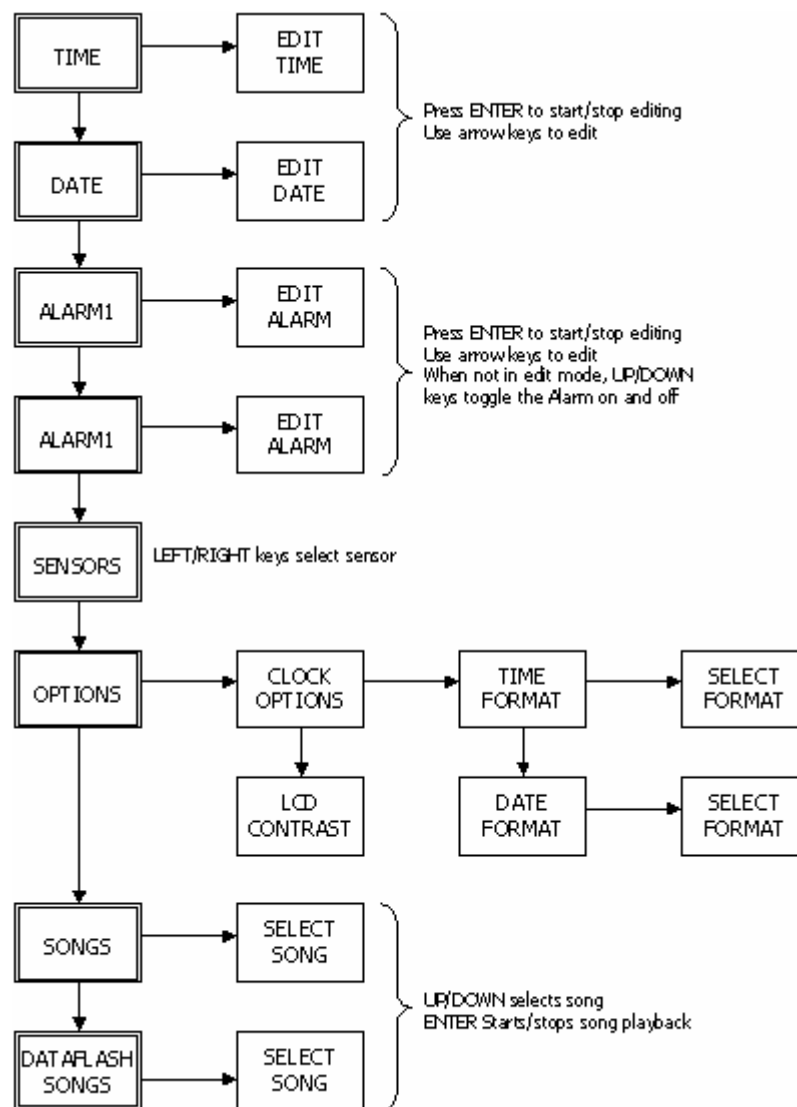 TIME
EDIT
TIME
Press ENTER to start/stop editing
Use arrow keys to edit
DATE
EDIT
DATE
ALARM1
EDIT
ALARM
Press ENTER to start/stop editing
Use arrow keys to edit
When not in edit mode, UP/DOWN
keys toggle the Alarm on and off
ALARM1
EDIT
ALARM
SENSORS
LEFT/RIGHT keys select sensor
OPTIONS
CLOCK
OPTIONS
TIME
FORMAT
SELECT
FORMAT
LCD
CONTRAST
DATE
FORMAT
SELECT
FORMAT
SONGS
SELECT
SONG
UP/DOWN selects song
ENTER Starts/stops song playback
DATAFLASH
SONGS
SELECT
SONG